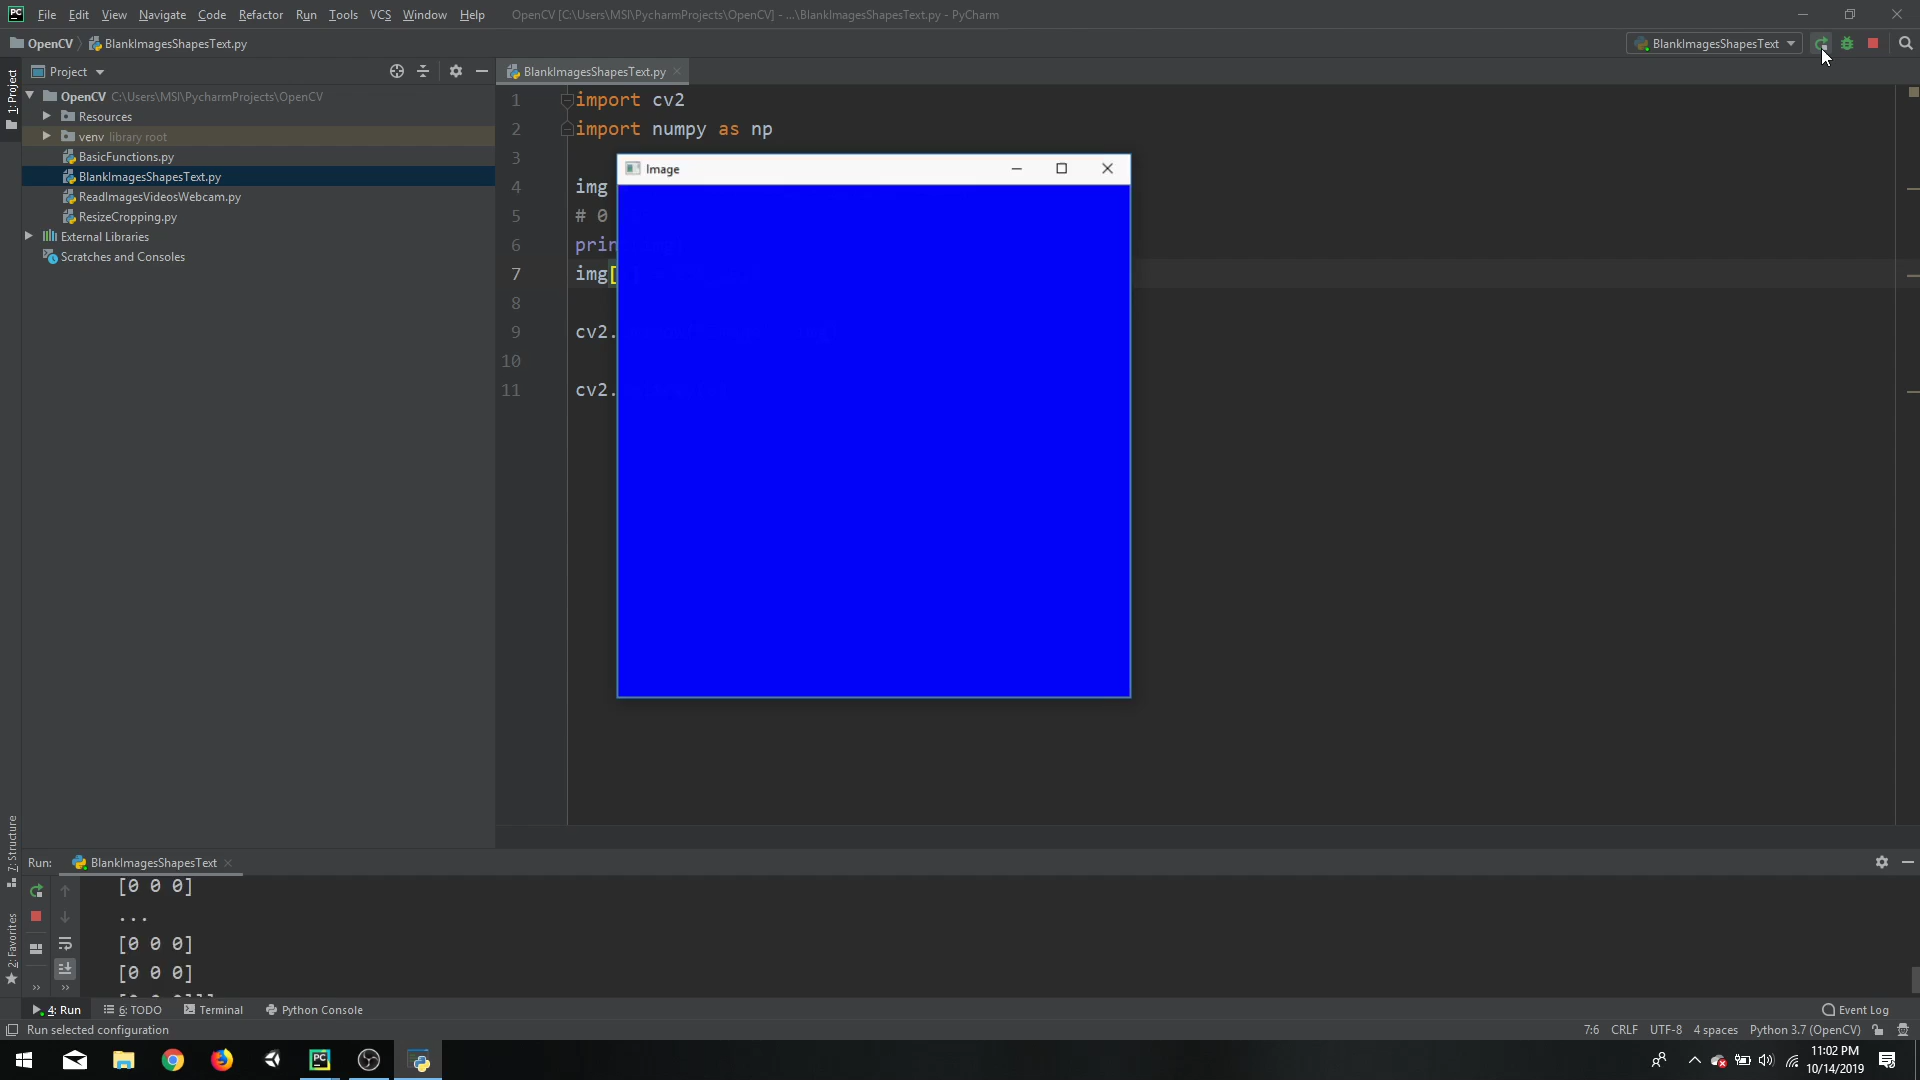 PC File Edit View Navigate Code Refactor Run Tools VCS Window Help OpenCV [C:\Users\MSI\PycharmProjects\OpenCV] - ...\BlankImagesShapesText.py - PyCharm
OpenCV BlankImagesShapesText.py BlankImagesShapesText
1: Project
Project
BlankImagesShapesText.py
OpenCV C:\Users\MSI\PycharmProjects\OpenCV
Resources
venv library root
BasicFunctions.py
BlankImagesShapesText.py
ReadImagesVideosWebcam.py
ResizeCropping.py
External Libraries
Scratches and Consoles
1 import cv2
2 import numpy as np
3
4 img
5 # 0
6 prin
7 img[
8
9 cv2.
10
11 cv2.
Image
7: Structure
2: Favorites
Run: BlankImagesShapesText
[0 0 0]
...
[0 0 0]
[0 0 0]
4: Run 6: TODO Terminal Python Console Event Log
Run selected configuration 7:6 CRLF UTF-8 4 spaces Python 3.7 (OpenCV)
PC
11:02 PM
10/14/2019